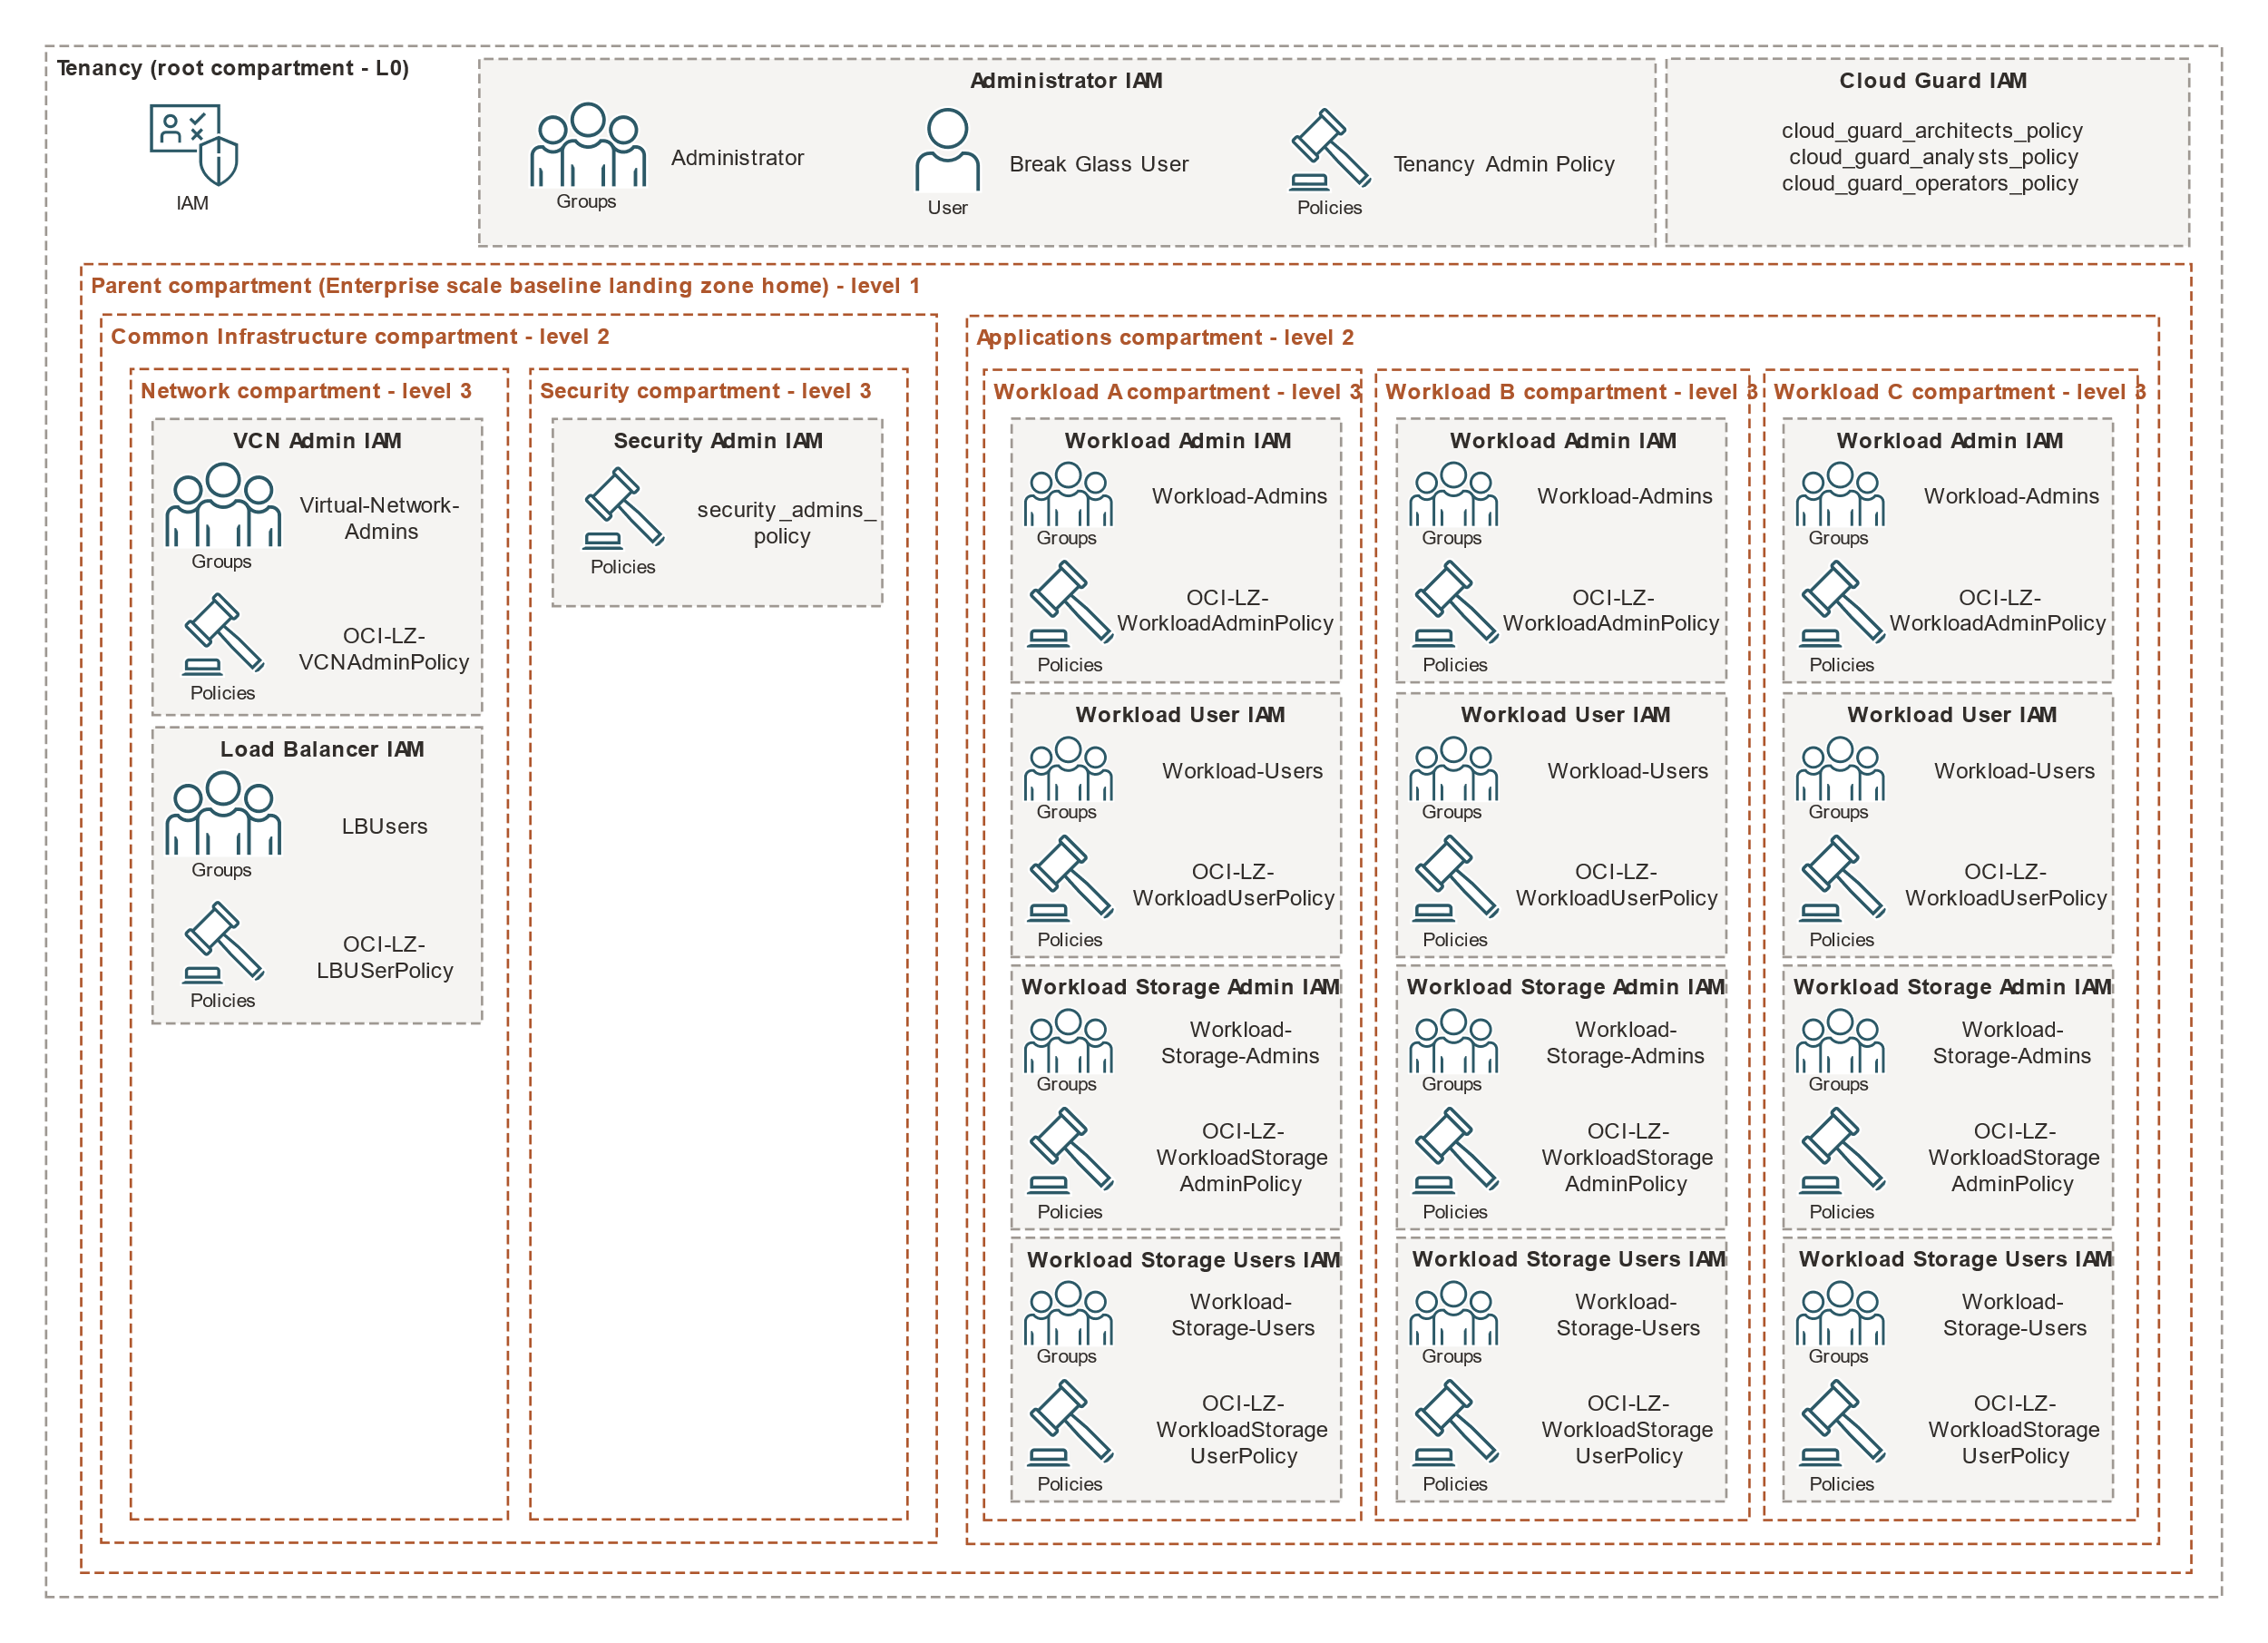 Tenancy (root compartment - L0)
IAM
Administrator IAM
Groups
Administrator
User
Break Glass User
Policies
Tenancy Admin Policy
Cloud Guard IAM
cloud_guard_architects_policy
cloud_guard_analysts_policy
cloud_guard_operators_policy
Parent compartment (Enterprise scale baseline landing zone home) - level 1
Common Infrastructure compartment - level 2
Network compartment - level 3
VCN Admin IAM
Groups
Virtual-Network-
Admins
Policies
OCI-LZ-
VCNAdminPolicy
Load Balancer IAM
Groups
LBUsers
Policies
OCI-LZ-
LBUSerPolicy
Security compartment - level 3
Security Admin IAM
Policies
security_admins_
policy
Applications compartment - level 2
Workload A compartment - level 3
Workload Admin IAM
Groups
Workload-Admins
Policies
OCI-LZ-
WorkloadAdminPolicy
Workload User IAM
Groups
Workload-Users
Policies
OCI-LZ-
WorkloadUserPolicy
Workload Storage Admin IAM
Groups
Workload-
Storage-Admins
Policies
OCI-LZ-
WorkloadStorage
AdminPolicy
Workload Storage Users IAM
Groups
Workload-
Storage-Users
Policies
OCI-LZ-
WorkloadStorage
UserPolicy
Workload B compartment - level 3
Workload Admin IAM
Groups
Workload-Admins
Policies
OCI-LZ-
WorkloadAdminPolicy
Workload User IAM
Groups
Workload-Users
Policies
OCI-LZ-
WorkloadUserPolicy
Workload Storage Admin IAM
Groups
Workload-
Storage-Admins
Policies
OCI-LZ-
WorkloadStorage
AdminPolicy
Workload Storage Users IAM
Groups
Workload-
Storage-Users
Policies
OCI-LZ-
WorkloadStorage
UserPolicy
Workload C compartment - level 3
Workload Admin IAM
Groups
Workload-Admins
Policies
OCI-LZ-
WorkloadAdminPolicy
Workload User IAM
Groups
Workload-Users
Policies
OCI-LZ-
WorkloadUserPolicy
Workload Storage Admin IAM
Groups
Workload-
Storage-Admins
Policies
OCI-LZ-
WorkloadStorage
AdminPolicy
Workload Storage Users IAM
Groups
Workload-
Storage-Users
Policies
OCI-LZ-
WorkloadStorage
UserPolicy